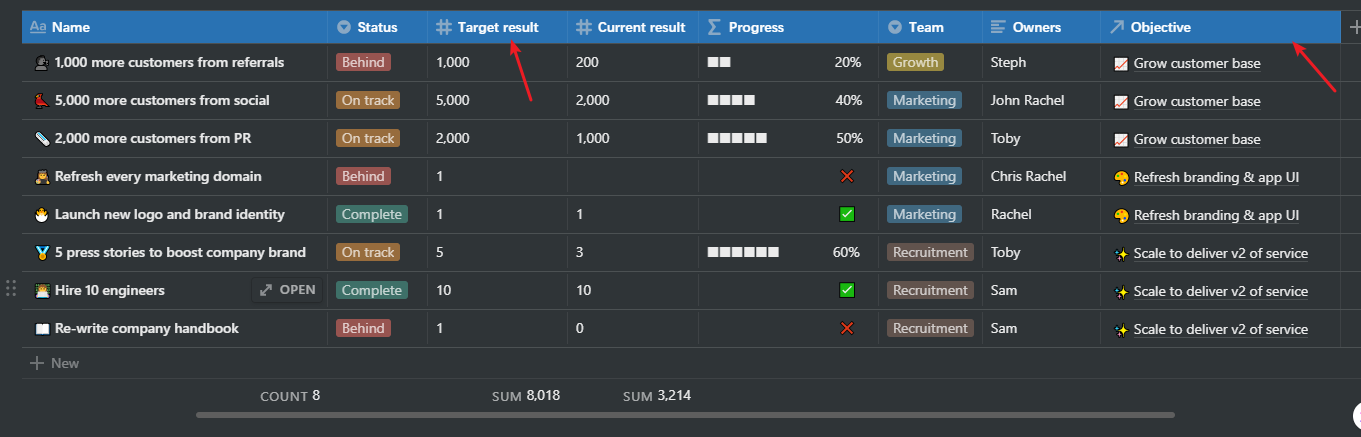 Aa Name Status Target result Current result Progress Team Owners Objective
1,000 more customers from referrals Behind 1,000 200 20% Growth Steph Grow customer base
5,000 more customers from social On track 5,000 2,000 40% Marketing John Rachel Grow customer base
2,000 more customers from PR On track 2,000 1,000 50% Marketing Toby Grow customer base
Refresh every marketing domain Behind 1 Marketing Chris Rachel Refresh branding & app UI
Launch new logo and brand identity Complete 1 1 Marketing Rachel Refresh branding & app UI
5 press stories to boost company brand On track 5 3 60% Recruitment Toby Scale to deliver v2 of service
Hire 10 engineers OPEN Complete 10 10 Recruitment Sam Scale to deliver v2 of service
Re-write company handbook Behind 1 0 Recruitment Sam Scale to deliver v2 of service
New
COUNT 8 SUM 8,018 SUM 3,214